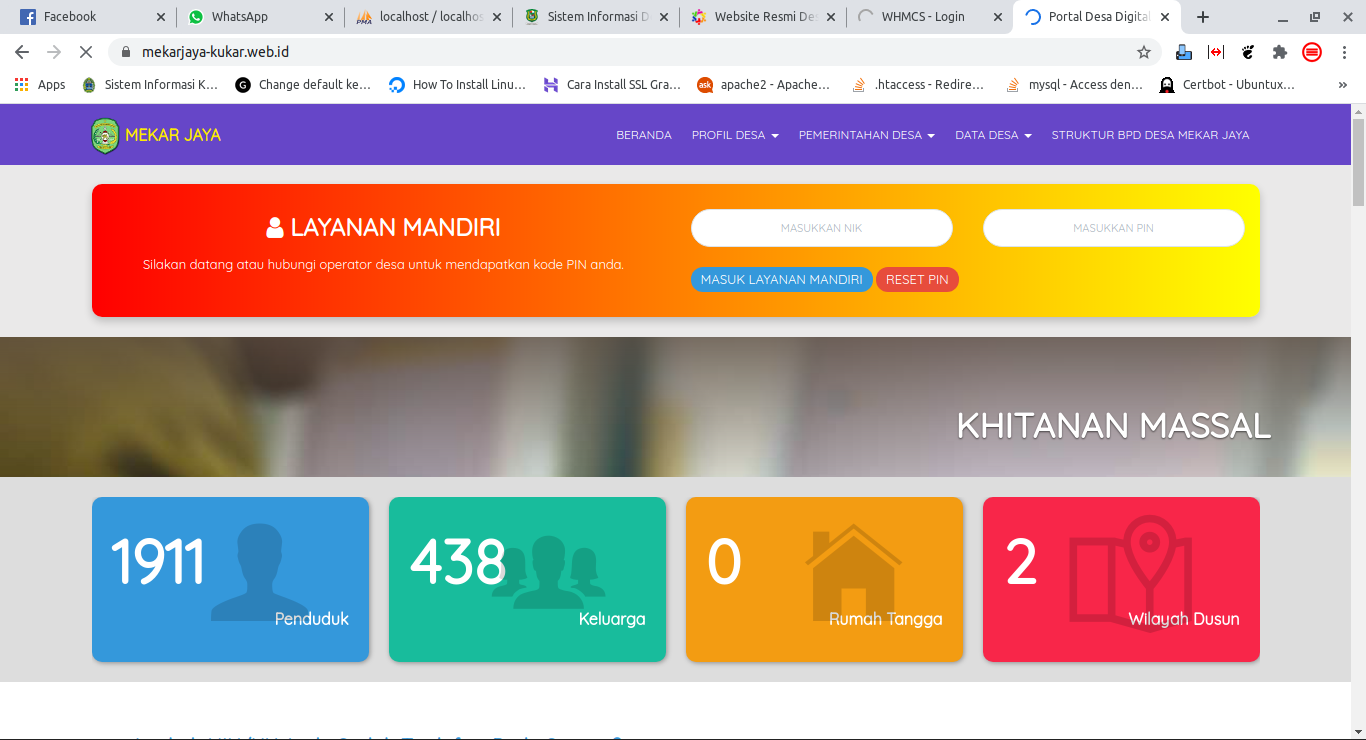 Facebook
WhatsApp
localhost / localhos
Sistem Informasi D
Website Resmi Des
WHMCS - Login
Portal Desa Digital
mekarjaya-kukar.web.id
Apps
Sistem Informasi K...
Change default ke...
How To Install Linu...
Cara Install SSL Gra...
apache2 - Apache...
.htaccess - Redire...
mysql - Access den...
Certbot - Ubuntux...
MEKAR JAYA
BERANDA
PROFIL DESA
PEMERINTAHAN DESA
DATA DESA
STRUKTUR BPD DESA MEKAR JAYA
LAYANAN MANDIRI
Silakan datang atau hubungi operator desa untuk mendapatkan kode PIN anda.
MASUKKAN NIK
MASUKKAN PIN
MASUK LAYANAN MANDIRI
RESET PIN
KHITANAN MASSAL
1911
Penduduk
438
Keluarga
0
Rumah Tangga
2
Wilayah Dusun